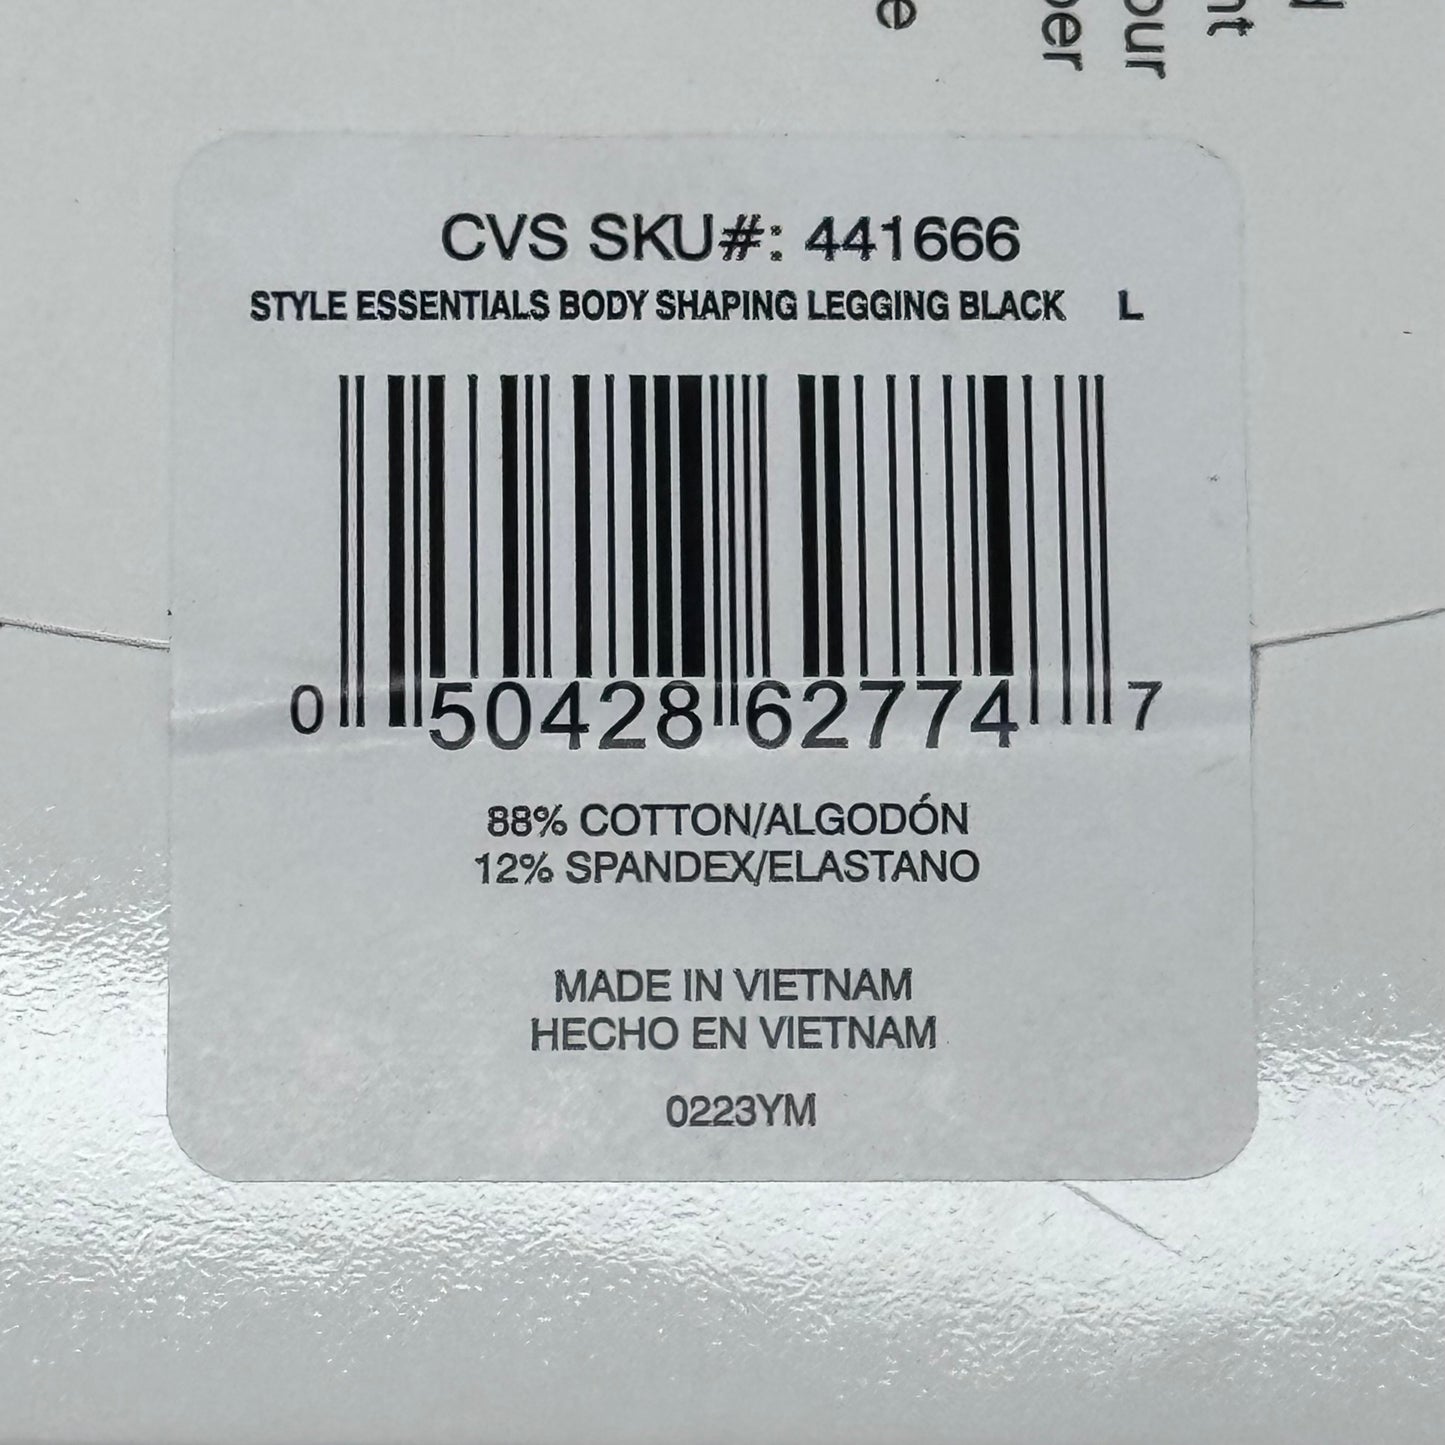 CVS SKU#: 441666
STYLE ESSENTIALS BODY SHAPING LEGGING BLACK L
0 50428 62774 7
88% COTTON/ALGODÓN
12% SPANDEX/ELASTANO
MADE IN VIETNAM
HECHO EN VIETNAM
0223YM